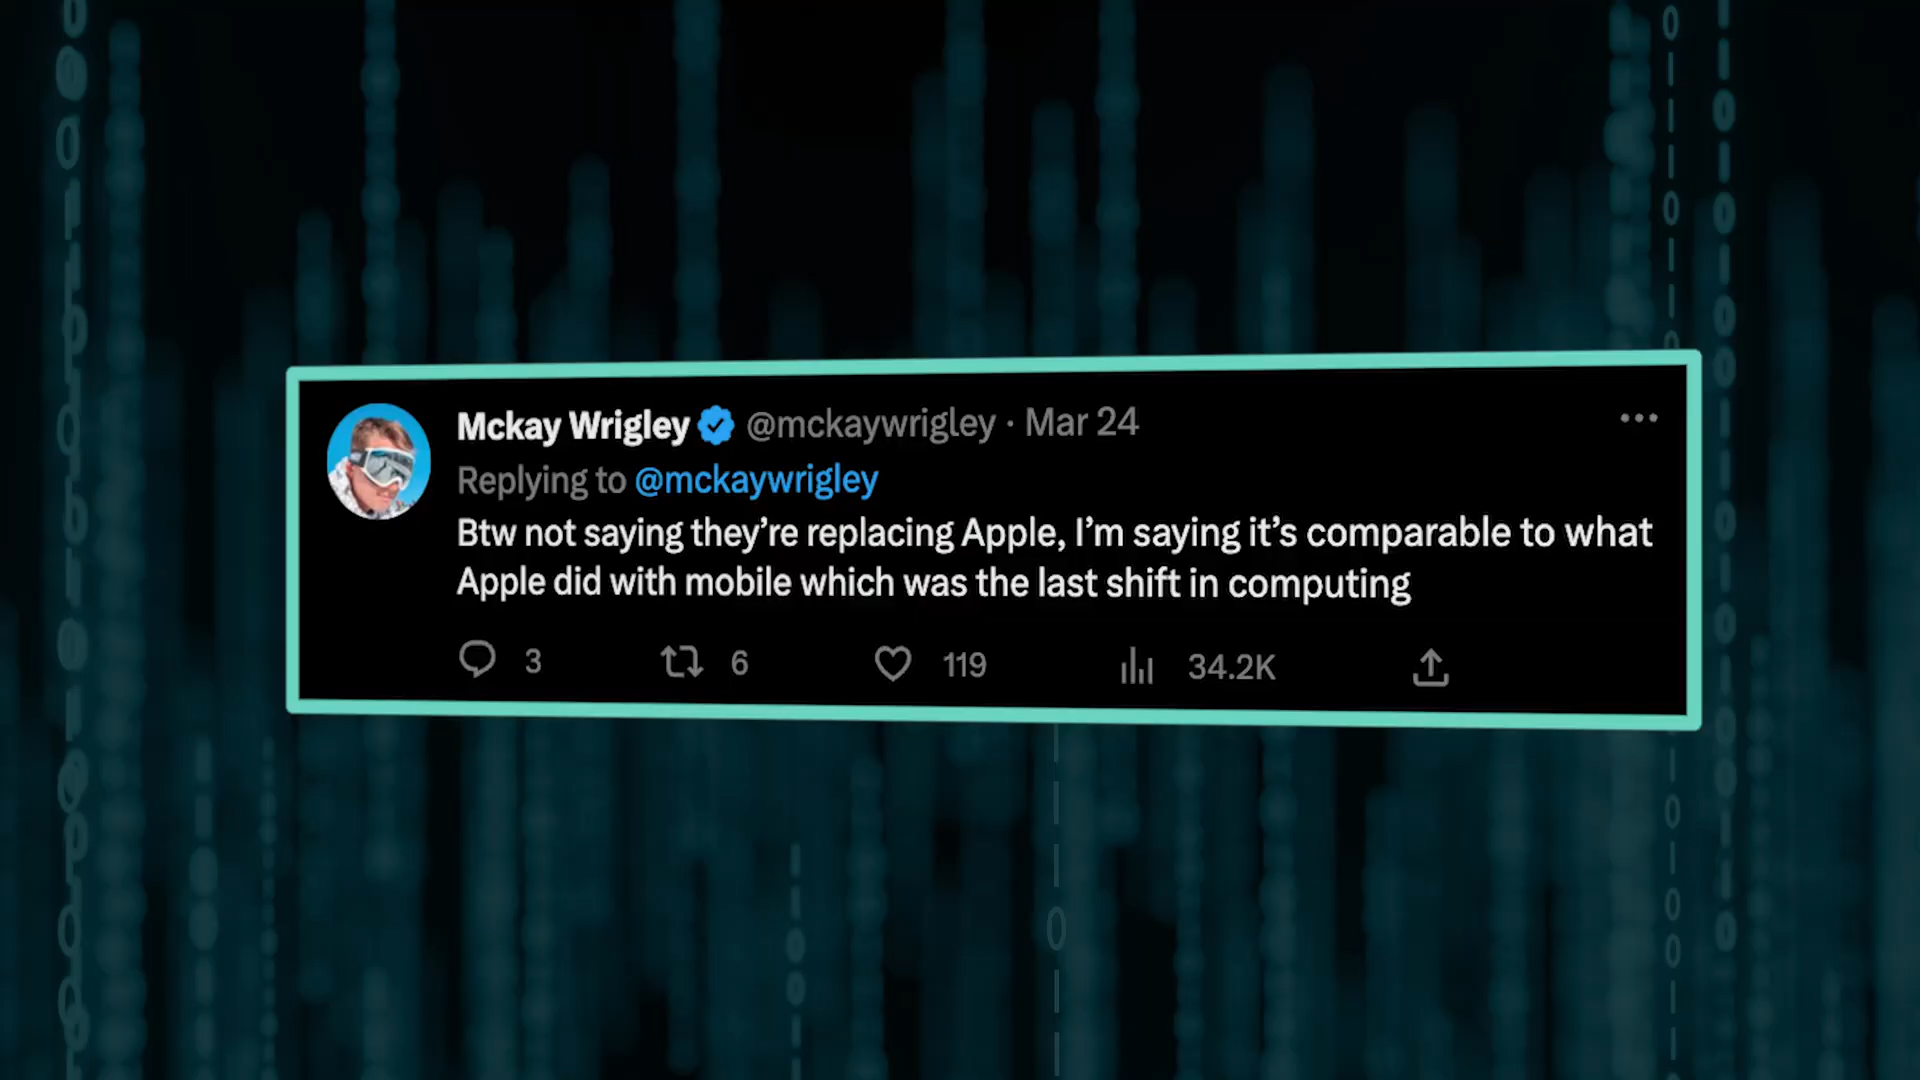 Mckay Wrigley @mckaywrigley · Mar 24
Replying to @mckaywrigley
Btw not saying they’re replacing Apple, I’m saying it’s comparable to what
Apple did with mobile which was the last shift in computing
3 6 119 34.2K